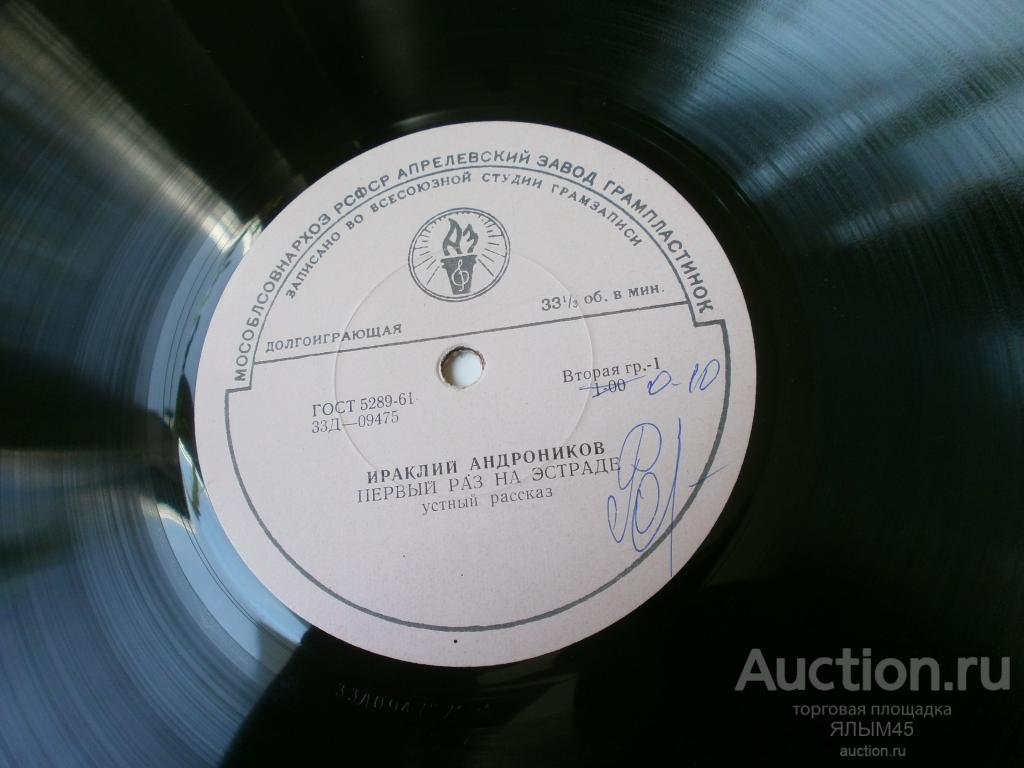 МОСОБЛСОВНАРХОЗ РСФСР АПРЕЛЕВСКИЙ ЗАВОД ГРАМПЛАСТИНОК
ЗАПИСАНО ВО ВСЕСОЮЗНОЙ СТУДИИ ГРАМЗАПИСИ
АЗ
ДОЛГОИГРАЮЩАЯ
33⅓ об. в мин.
ГОСТ 5289-61
Вторая гр.-1
33Д—09475
1-00 0-10
ИРАКЛИЙ АНДРОНИКОВ
ПЕРВЫЙ РАЗ НА ЭСТРАДЕ
устный рассказ
Auction.ru
торговая площадка
ЯЛЫМ45
auction.ru